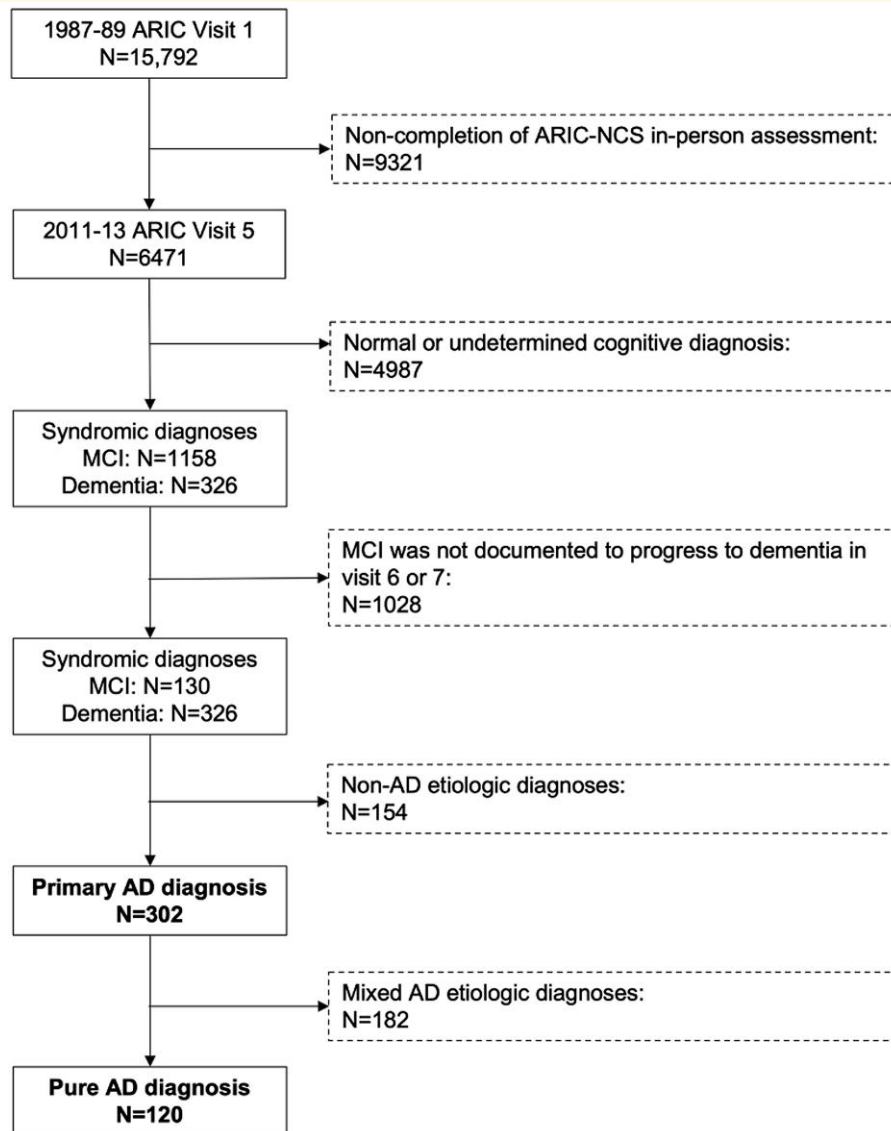 1987-89 ARIC Visit 1
N=15,792
Non-completion of ARIC-NCS in-person assessment:
N=9321
2011-13 ARIC Visit 5
N=6471
Normal or undetermined cognitive diagnosis:
N=4987
Syndromic diagnoses
MCI: N=1158
Dementia: N=326
MCI was not documented to progress to dementia in
visit 6 or 7:
N=1028
Syndromic diagnoses
MCI: N=130
Dementia: N=326
Non-AD etiologic diagnoses:
N=154
Primary AD diagnosis
N=302
Mixed AD etiologic diagnoses:
N=182
Pure AD diagnosis
N=120